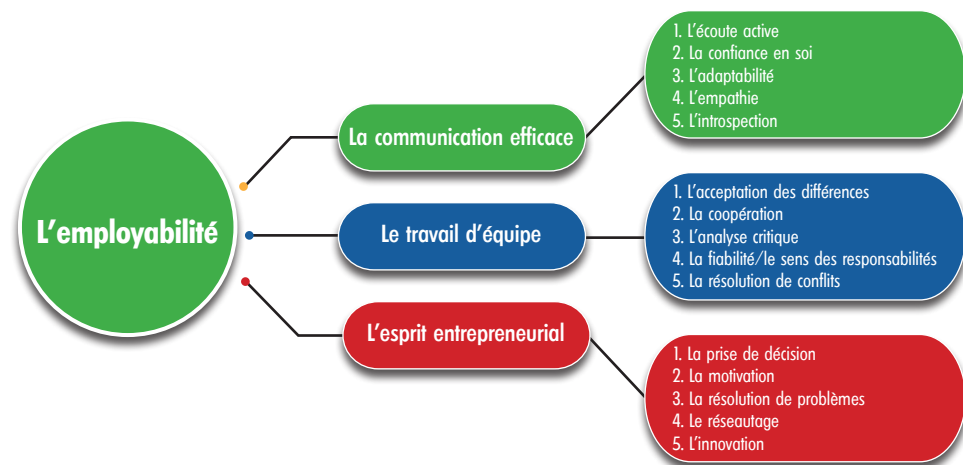 L’employabilité
La communication efficace
1. L’écoute active
2. La confiance en soi
3. L’adaptabilité
4. L’empathie
5. L’introspection
Le travail d’équipe
1. L’acceptation des différences
2. La coopération
3. L’analyse critique
4. La fiabilité/le sens des responsabilités
5. La résolution de conflits
L’esprit entrepreneurial
1. La prise de décision
2. La motivation
3. La résolution de problèmes
4. Le réseautage
5. L’innovation